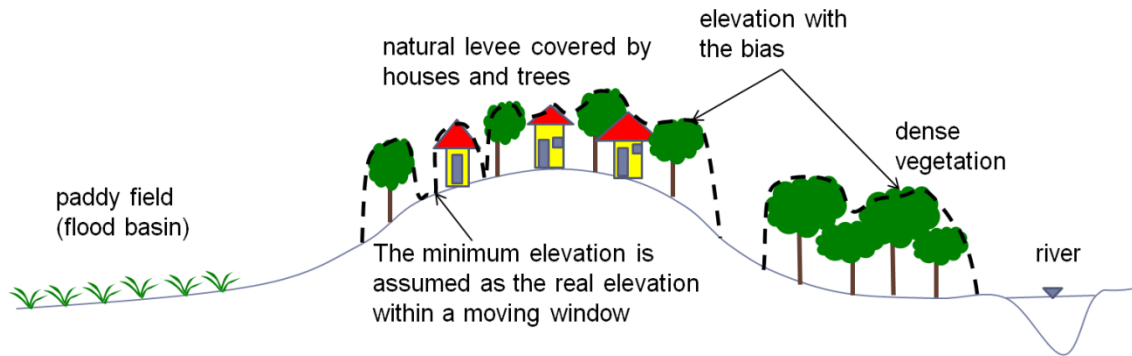 elevation with
the bias
natural levee covered by
houses and trees
dense
vegetation
paddy field
(flood basin)
The minimum elevation is
assumed as the real elevation
within a moving window
river